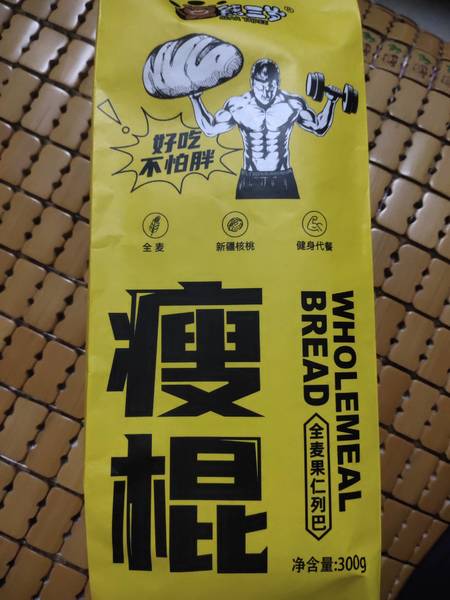 好吃
不怕胖
全麦
新疆核桃
健身代餐
瘦
棍
WHOLEMEAL
BREAD
全麦果仁列巴
净含量:300g